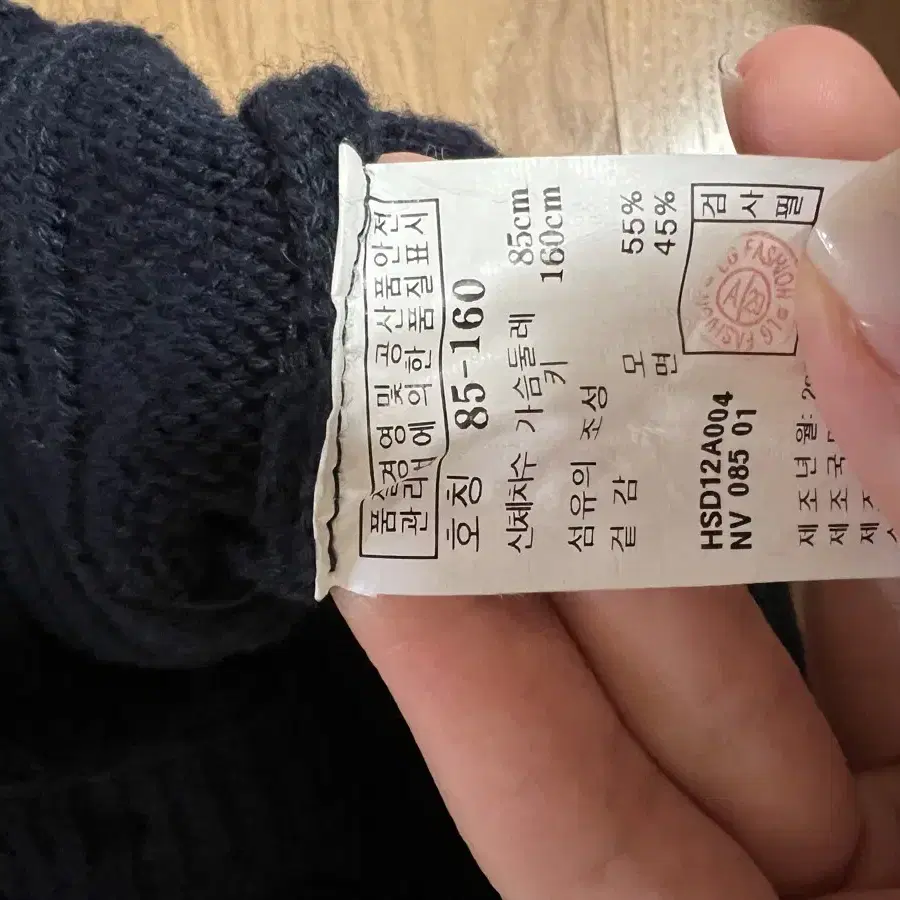 품질경영 및 공산품안전
관리법에 의한 품질표시
호칭 85-160
신체치수 가슴둘레 85cm
키 160cm
섬유의 조성
겉감 모 55%
면 45%
검사필
LG FASHION
HSD12A004
NV 085 01
제조년월:
제조국